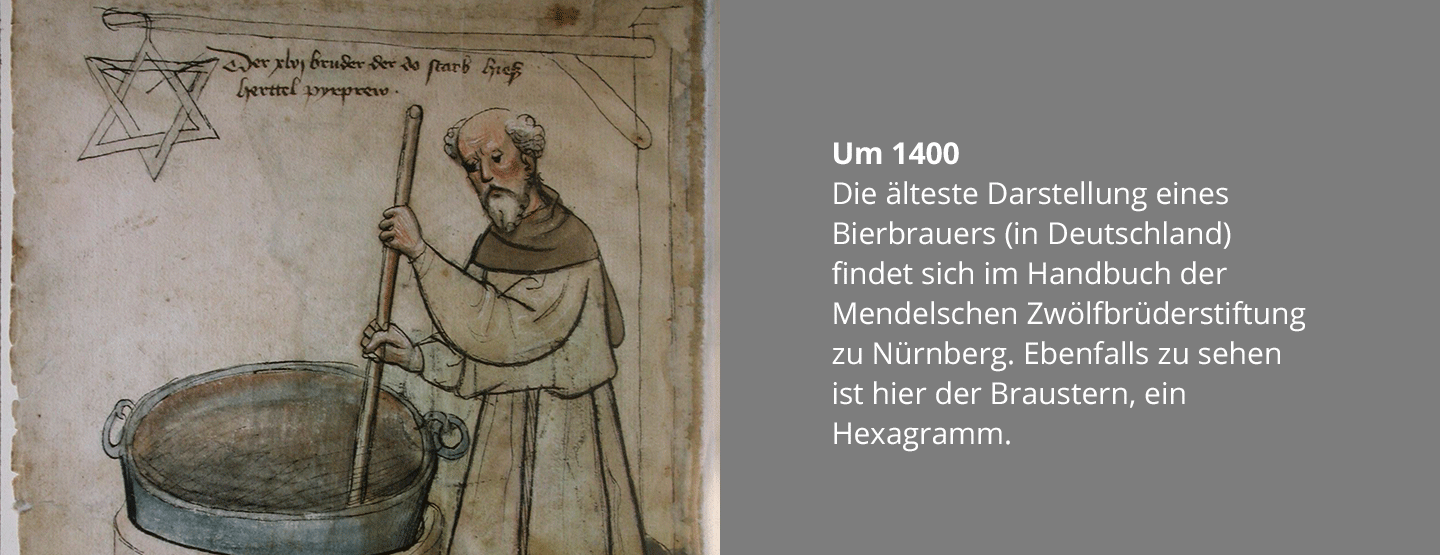 Der xlvj bruder der do starb hieß
herttel pyrprew .
Um 1400
Die älteste Darstellung eines
Bierbrauers (in Deutschland)
findet sich im Handbuch der
Mendelschen Zwölfbrüderstiftung
zu Nürnberg. Ebenfalls zu sehen
ist hier der Braustern, ein
Hexagramm.